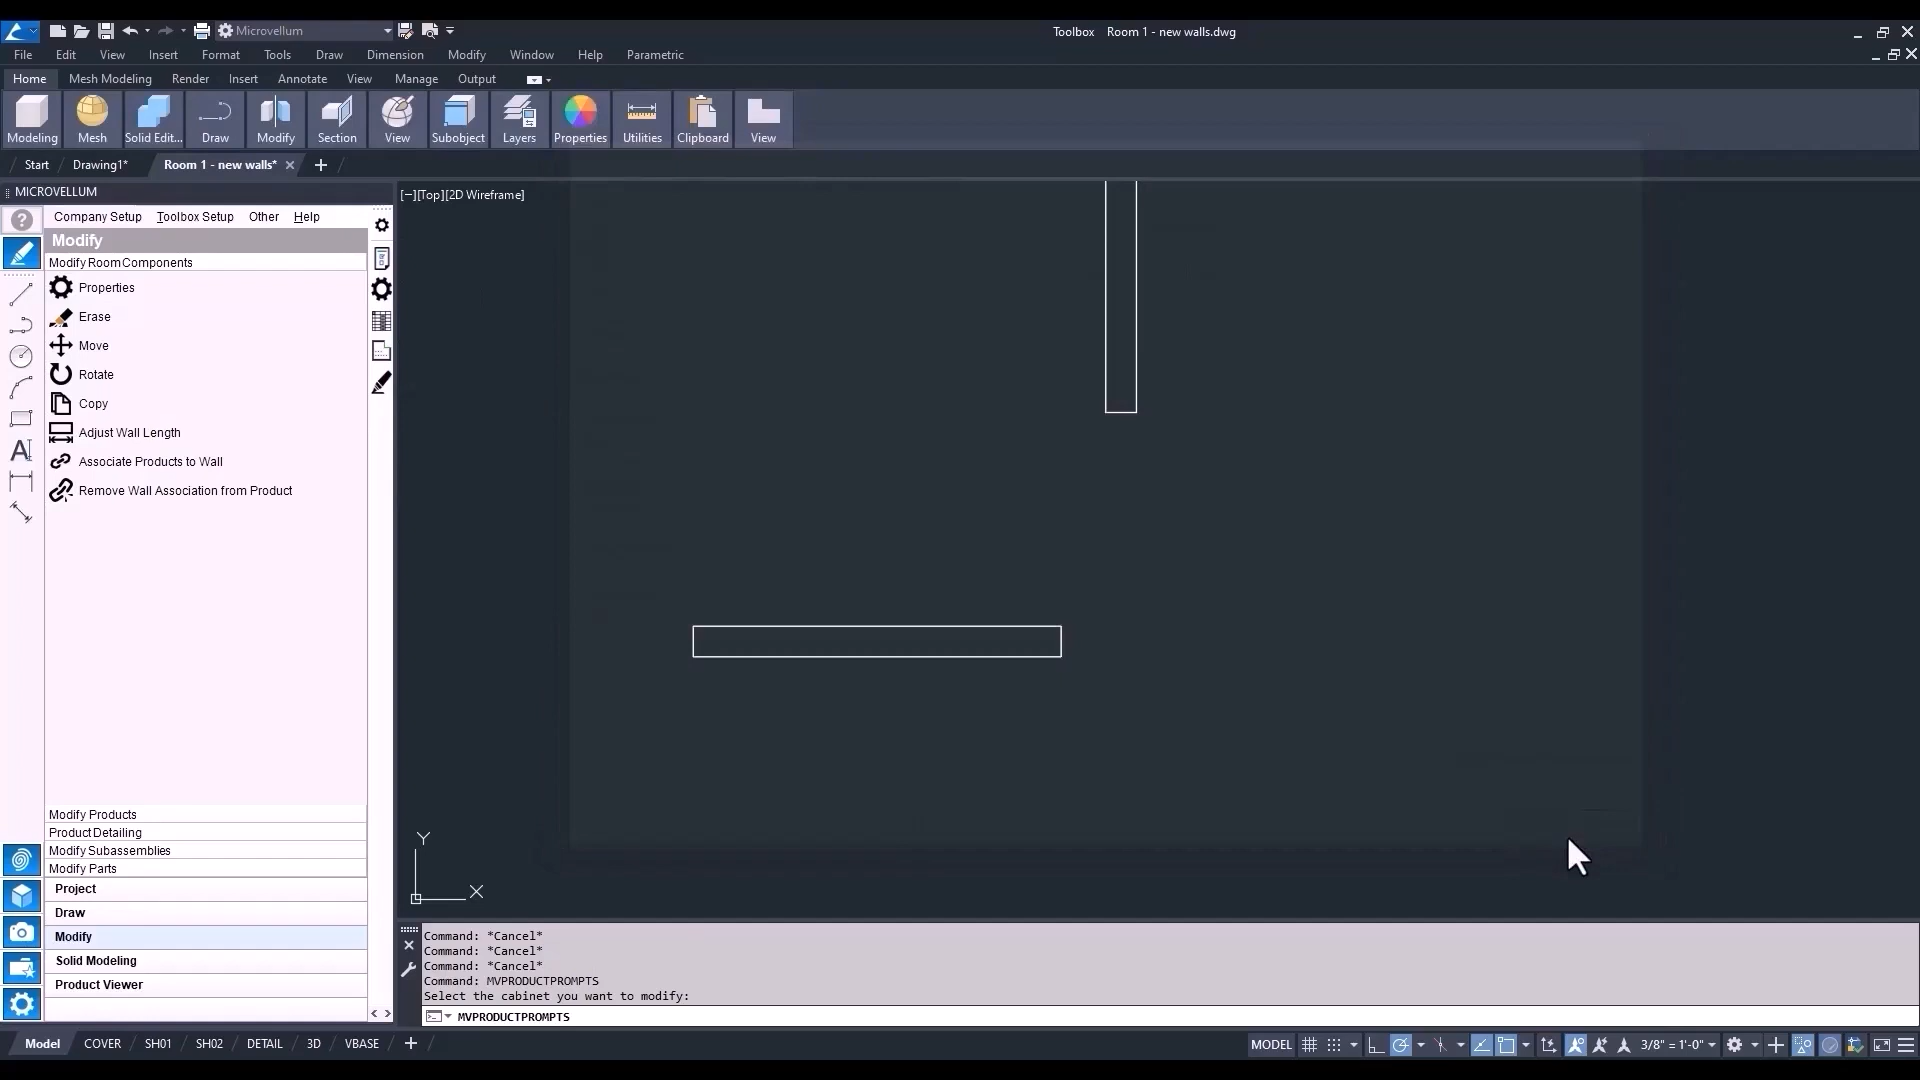 Microvellum
Toolbox Room 1 - new walls.dwg
File Edit View Insert Format Tools Draw Dimension Modify Window Help Parametric
Home Mesh Modeling Render Insert Annotate View Manage Output
Modeling Mesh Solid Edit... Draw Modify Section View Subobject Layers Properties Utilities Clipboard View
Start Drawing1* Room 1 - new walls*
MICROVELLUM
[−][Top][2D Wireframe]
Company Setup Toolbox Setup Other Help
Modify
Modify Room Components
Properties
Erase
Move
Rotate
Copy
Adjust Wall Length
Associate Products to Wall
Remove Wall Association from Product
A
Modify Products
Product Detailing
Modify Subassemblies
Modify Parts
Project
Draw
Modify
Solid Modeling
Product Viewer
Y
X
Command: *Cancel*
Command: *Cancel*
Command: *Cancel*
Command: MVPRODUCTPROMPTS
Select the cabinet you want to modify:
MVPRODUCTPROMPTS
Model COVER SH01 SH02 DETAIL 3D VBASE
MODEL 3/8" = 1'-0"